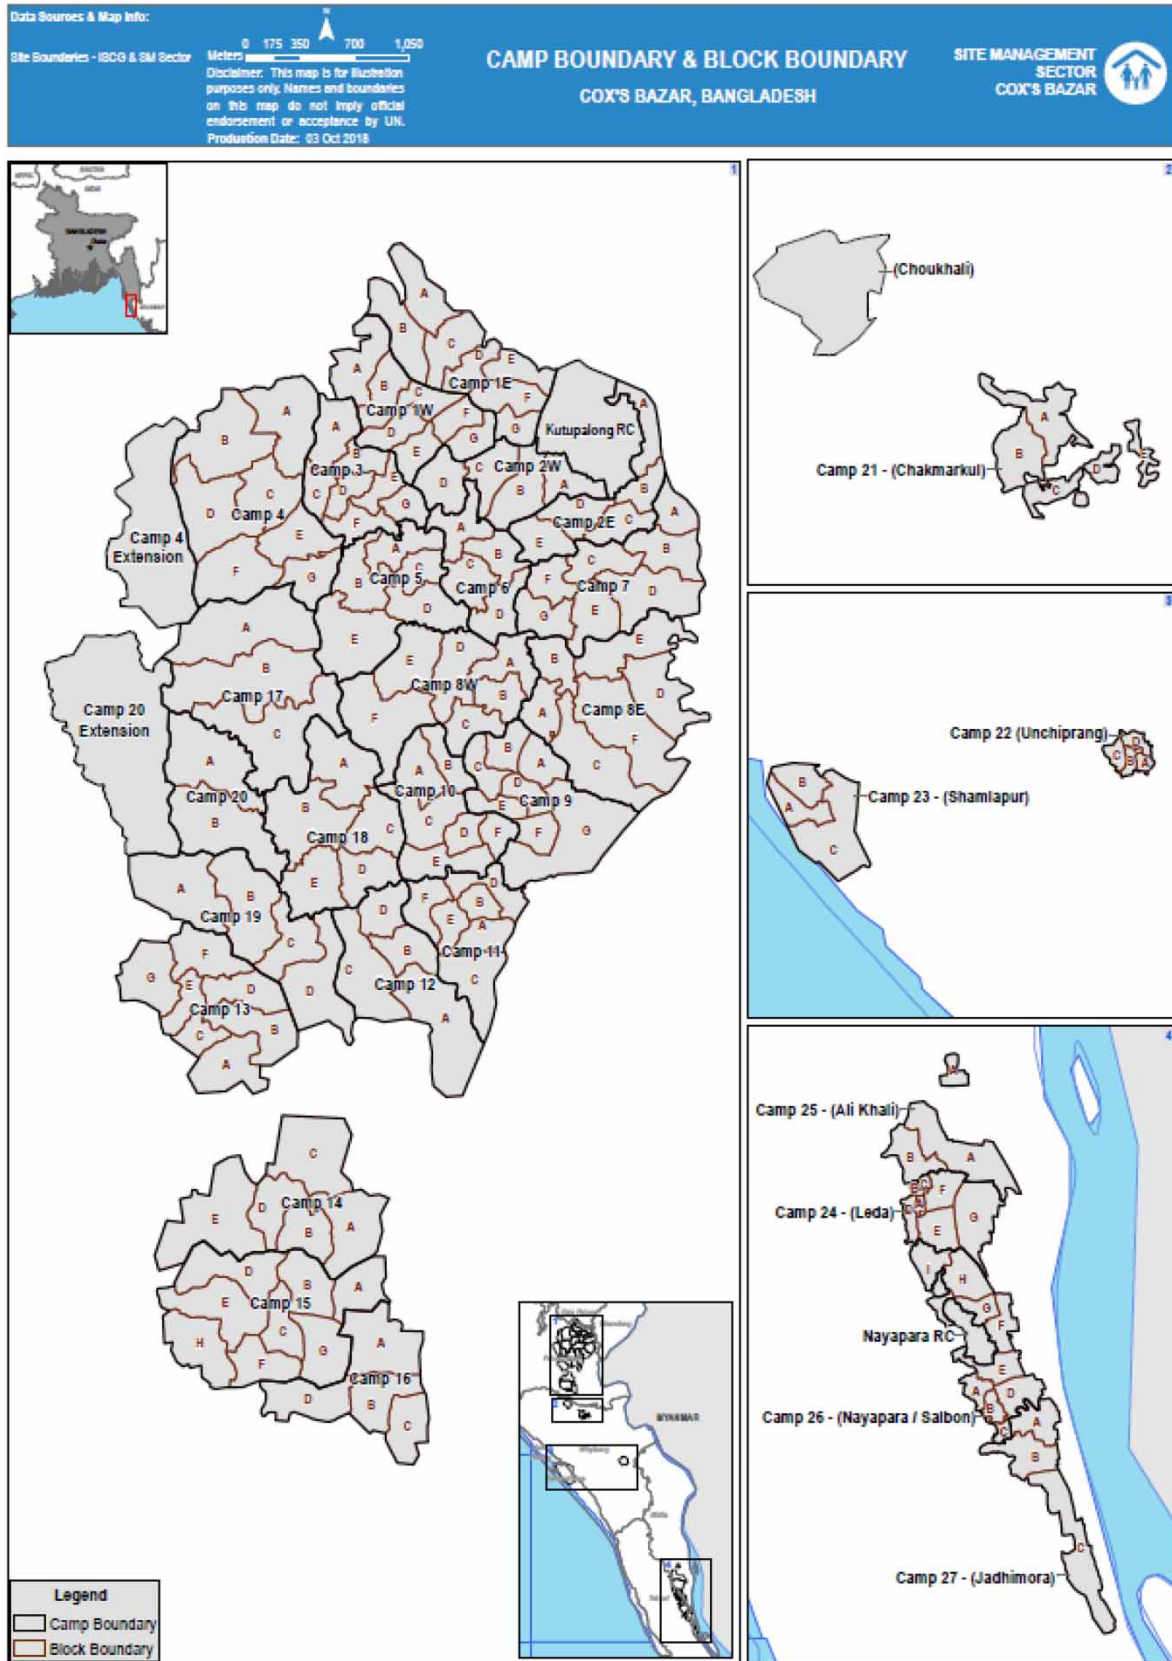 Data Sources & Map Info:
Site Boundaries - ISCG & SM Sector
N
0 175 350 700 1,050
Meters
Disclaimer: This map is for illustration
purposes only. Names and boundaries
on this map do not imply official
endorsement or acceptance by UN.
Production Date: 03 Oct 2018
CAMP BOUNDARY & BLOCK BOUNDARY
COX'S BAZAR, BANGLADESH
SITE MANAGEMENT
SECTOR
COX'S BAZAR
1
BANGLADESH
Dhaka
A
B
C D E
Camp 1E
F
G
A
B
C
Camp 1W
D
F
E
G
Kutupalong RC
A
A
B
Camp 3
E
C D
G
F
C
Camp 2W
D
B
A
B
D
Camp 2E
C
E
A
B
C
D
Camp 4
E
F
G
Camp 4
Extension
A
C
Camp 5
B
D
E
A
B
C
Camp 6
D
A
B
C
F
Camp 7
D
E
G
A
B
Camp 17
C
D
A
E
Camp 8W
B
F
C
E
B
D
Camp 8E
A
F
C
Camp 20
Extension
A
Camp 20
B
A
B
C
Camp 18
D
E
A B
Camp 10
C
D
F
E
B
C
A
D
Camp 9
E
F
G
A
B
Camp 19
C
D
D
B
C
Camp 12
A
D
F
B
E
A
Camp 11
C
F
G
E
D
Camp 13
B
C
A
C
Camp 14
D
E
A
B
D
B
A
E
Camp 15
C
H
G
F
A
Camp 16
D
B
C
MYANMAR
Legend
Camp Boundary
Block Boundary
2
(Choukhali)
A
B
Camp 21 - (Chakmarkul)
D
E
C
3
Camp 22 (Unchiprang)
D
C B A
B
Camp 23 - (Shamlapur)
A
C
4
A
Camp 25 - (Ali Khali)
B
A
F
Camp 24 - (Leda)
D
G
E
I
H
G
Nayapara RC
F
E
A
D
B
Camp 26 - (Nayapara / Salbon)
A
C
B
C
Camp 27 - (Jadhimora)